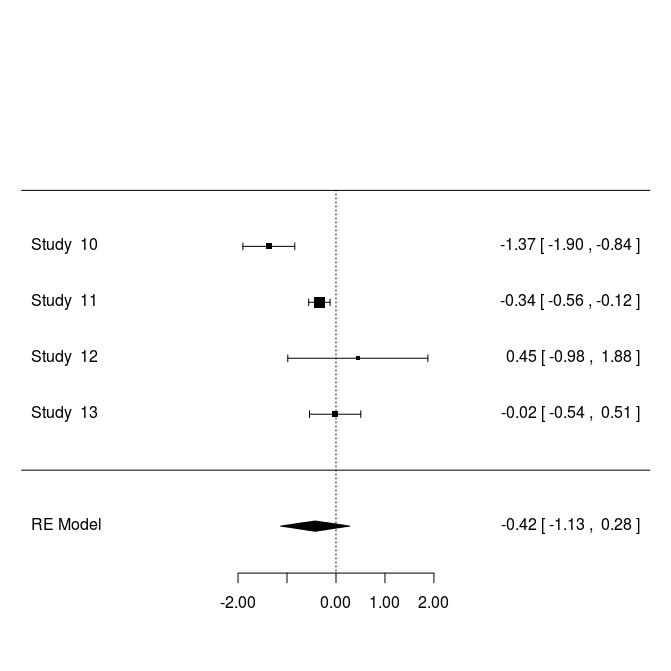 Study 10 -1.37 [ -1.90 , -0.84 ]
Study 11 -0.34 [ -0.56 , -0.12 ]
Study 12 0.45 [ -0.98 , 1.88 ]
Study 13 -0.02 [ -0.54 , 0.51 ]
RE Model -0.42 [ -1.13 , 0.28 ]
-2.00 0.00 1.00 2.00